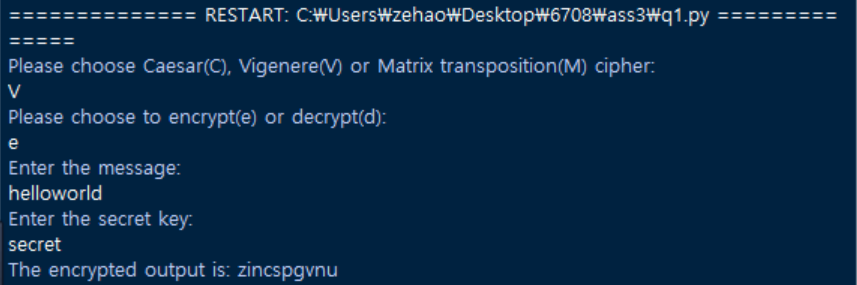 ============== RESTART: C:₩Users₩zehao₩Desktop₩6708₩ass3₩q1.py =========
=====
Please choose Caesar(C), Vigenere(V) or Matrix transposition(M) cipher:
V
Please choose to encrypt(e) or decrypt(d):
e
Enter the message:
helloworld
Enter the secret key:
secret
The encrypted output is: zincspgvnu